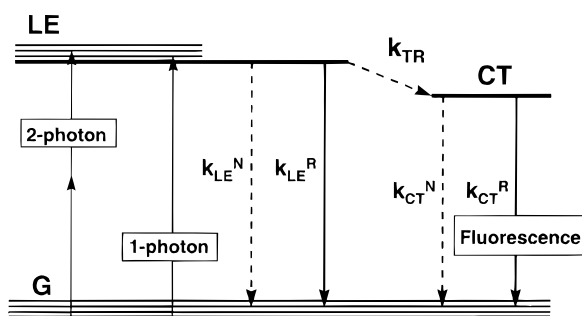 LE
k_TR
CT
2-photon
k_LE^N
k_LE^R
k_CT^N
k_CT^R
1-photon
Fluorescence
G